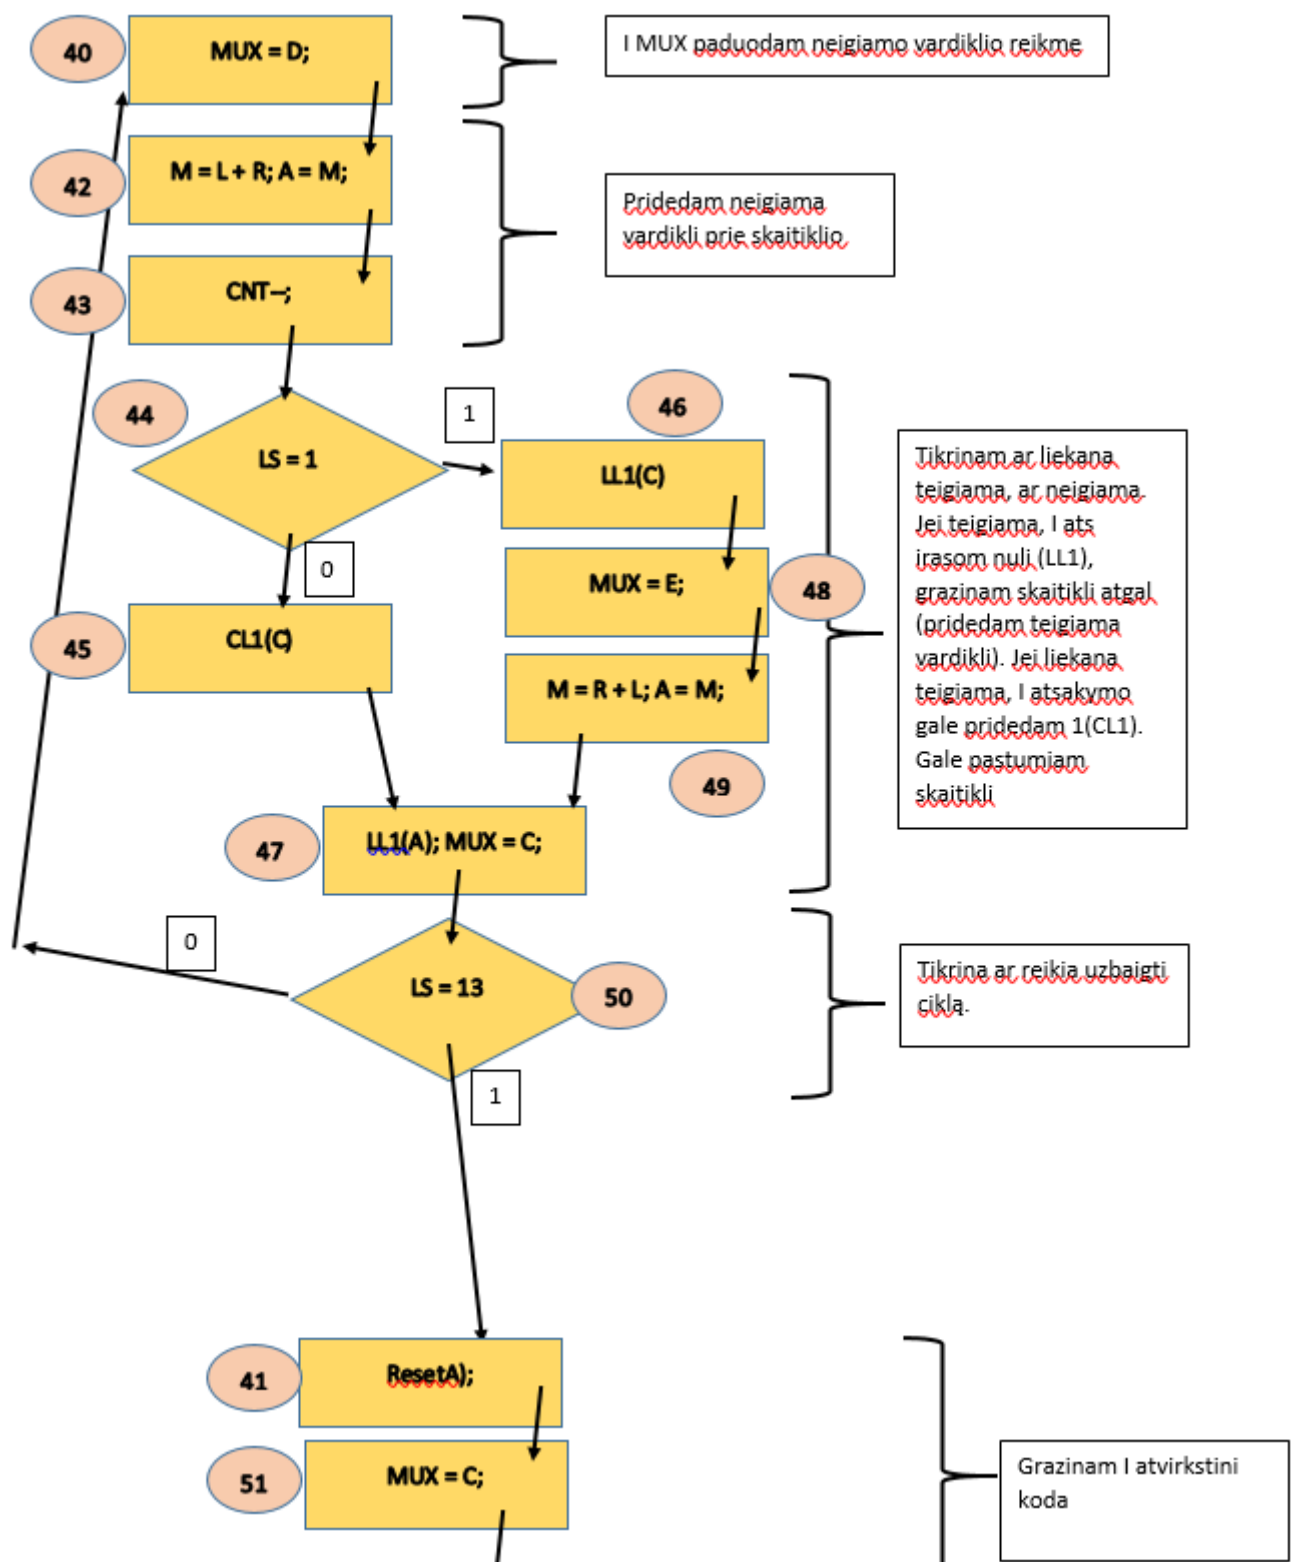 40
MUX = D;
I MUX paduodam neigiamo vardiklio reikme
42
M = L + R; A = M;
Pridedam neigiama
vardikli prie skaitiklio
43
CNT--;
44
LS = 1
1
0
46
LL1(C)
MUX = E;
48
45
CL1(C)
M = R + L; A = M;
49
Tikrinam ar liekana
teigiama, ar neigiama.
Jei teigiama, I ats
irasom nuli (LL1),
grazinam skaitikli atgal
(pridedam teigiama
vardikli). Jei liekana
teigiama, I atsakymo
gale pridedam 1(CL1).
Gale pastumiam
skaitikli
47
LL1(A); MUX = C;
0
LS = 13
50
1
Tikrina ar reikia uzbaigti
ciklą.
41
ResetA);
51
MUX = C;
Grazinam I atvirkstini
koda